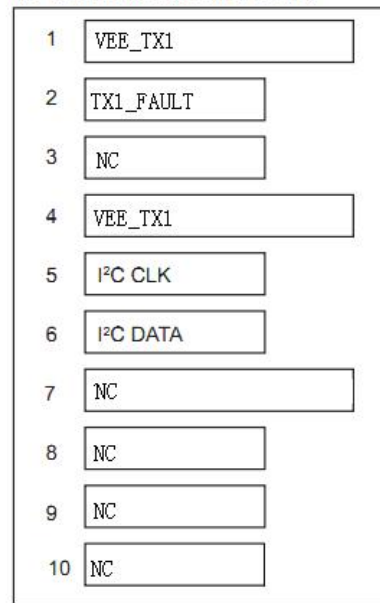 1 VEE_TX1
2 TX1_FAULT
3 NC
4 VEE_TX1
5 I²C CLK
6 I²C DATA
7 NC
8 NC
9 NC
10 NC